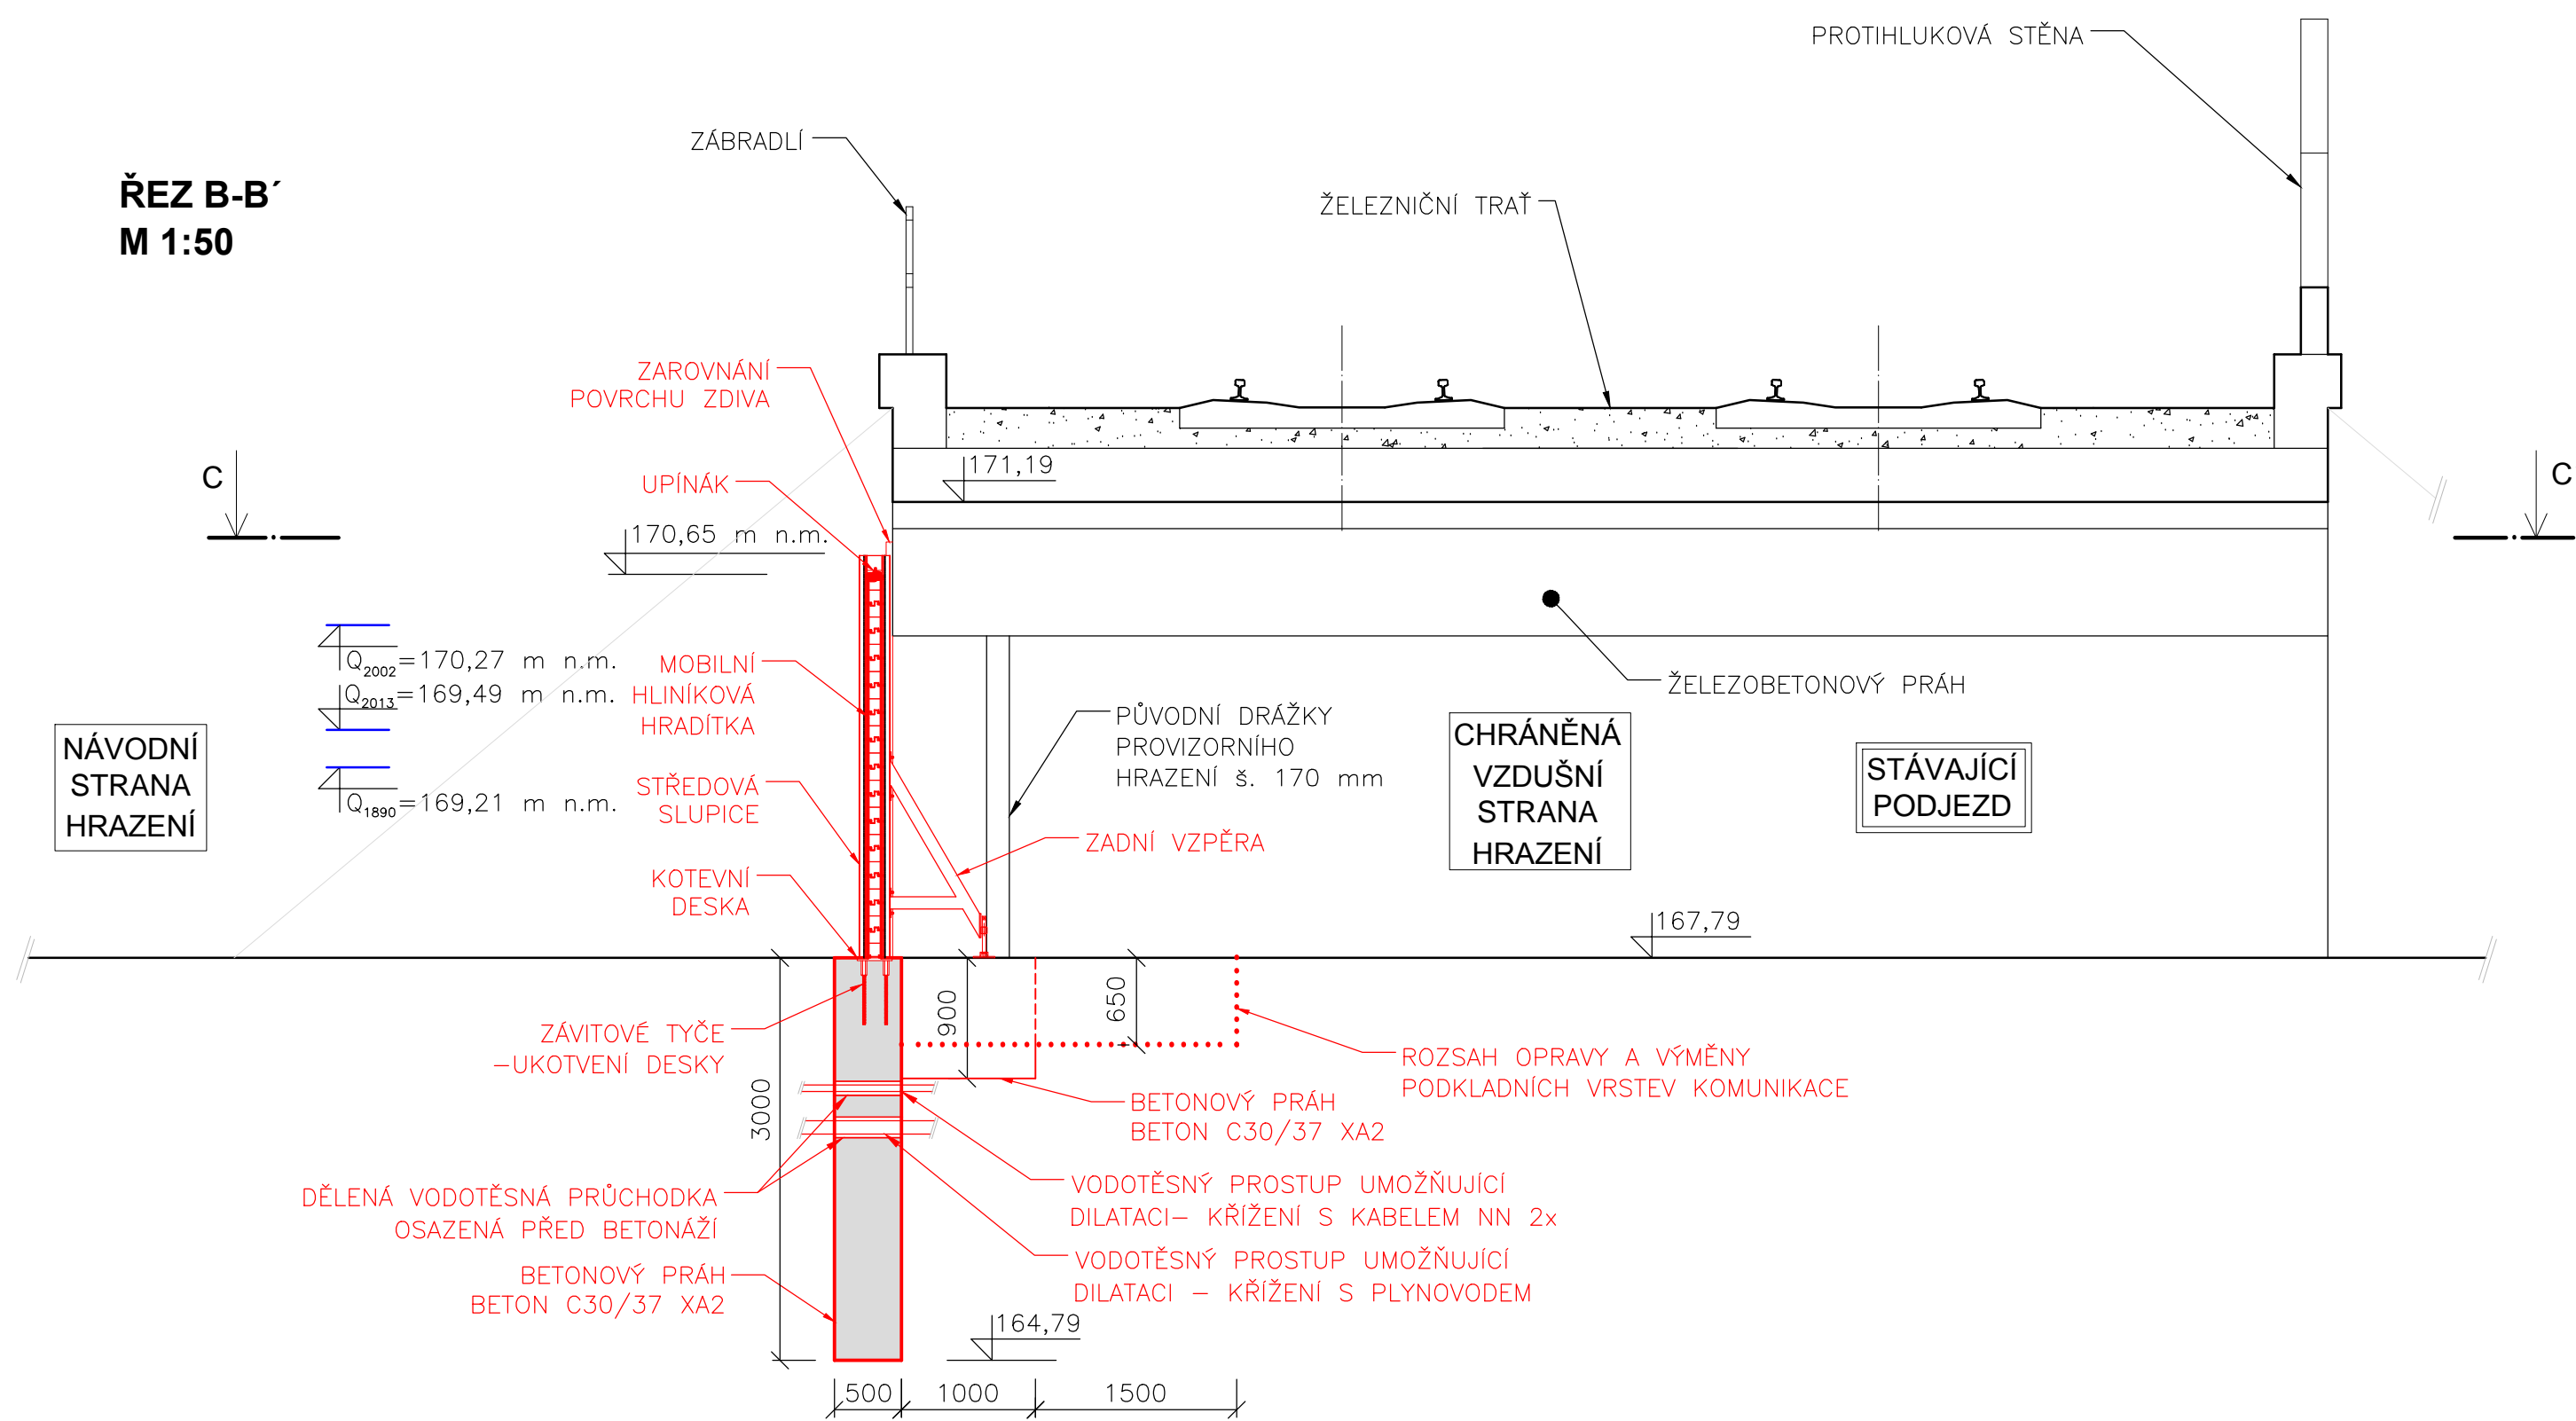 PROTIHLUKOVÁ STĚNA
ZÁBRADLÍ
ŘEZ B-B´
M 1:50
ŽELEZNIČNÍ TRAŤ
ZAROVNÁNÍ
POVRCHU ZDIVA
C
UPÍNÁK
171,19
C
170,65 m n.m.
Q2002=170,27 m n.m.
Q2013=169,49 m n.m.
Q1890=169,21 m n.m.
MOBILNÍ
HLINÍKOVÁ
HRADÍTKA
ŽELEZOBETONOVÝ PRÁH
NÁVODNÍ
STRANA
HRAZENÍ
PŮVODNÍ DRÁŽKY
PROVIZORNÍHO
HRAZENÍ š. 170 mm
CHRÁNĚNÁ
VZDUŠNÍ
STRANA
HRAZENÍ
STÁVAJÍCÍ
PODJEZD
STŘEDOVÁ
SLUPICE
ZADNÍ VZPĚRA
KOTEVNÍ
DESKA
167,79
900
650
ZÁVITOVÉ TYČE
-UKOTVENÍ DESKY
ROZSAH OPRAVY A VÝMĚNY
PODKLADNÍCH VRSTEV KOMUNIKACE
3000
BETONOVÝ PRÁH
BETON C30/37 XA2
DĚLENÁ VODOTĚSNÁ PRŮCHODKA
OSAZENÁ PŘED BETONÁŽÍ
VODOTĚSNÝ PROSTUP UMOŽŇUJÍCÍ
DILATACI- KŘÍŽENÍ S KABELEM NN 2x
VODOTĚSNÝ PROSTUP UMOŽŇUJÍCÍ
DILATACI - KŘÍŽENÍ S PLYNOVODEM
BETONOVÝ PRÁH
BETON C30/37 XA2
164,79
500
1000
1500